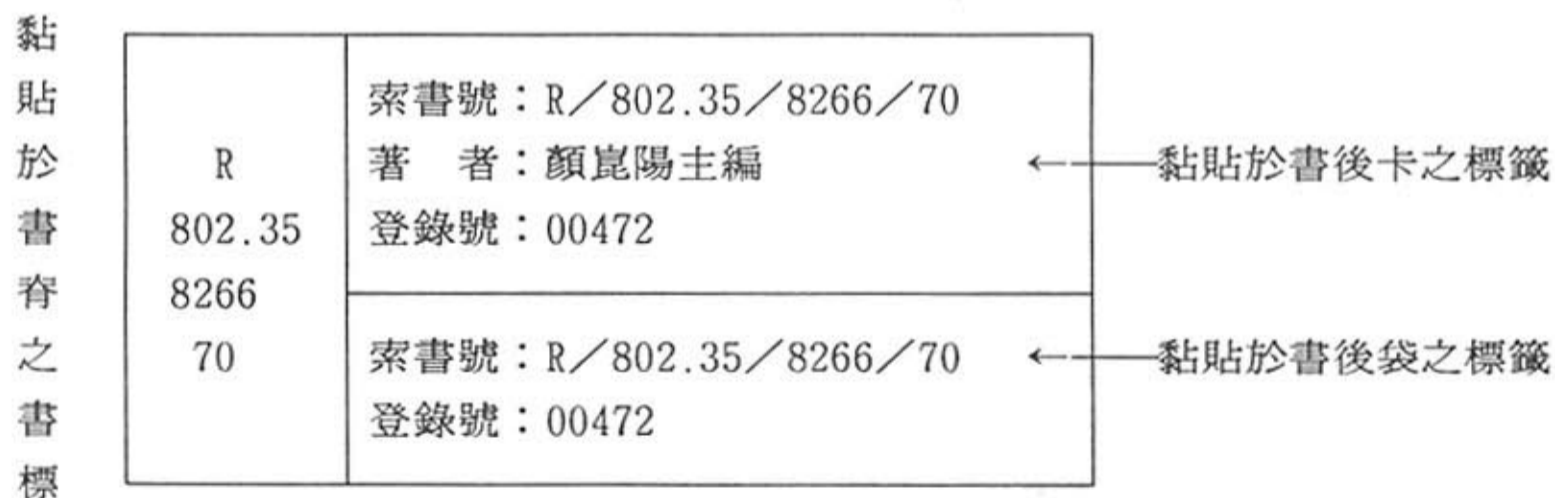 黏貼於書脊之書標
R
802.35
8266
70
索書號：R／802.35／8266／70
著　者：顏崑陽主編
登錄號：00472
←──黏貼於書後卡之標籤
索書號：R／802.35／8266／70
登錄號：00472
←──黏貼於書後袋之標籤